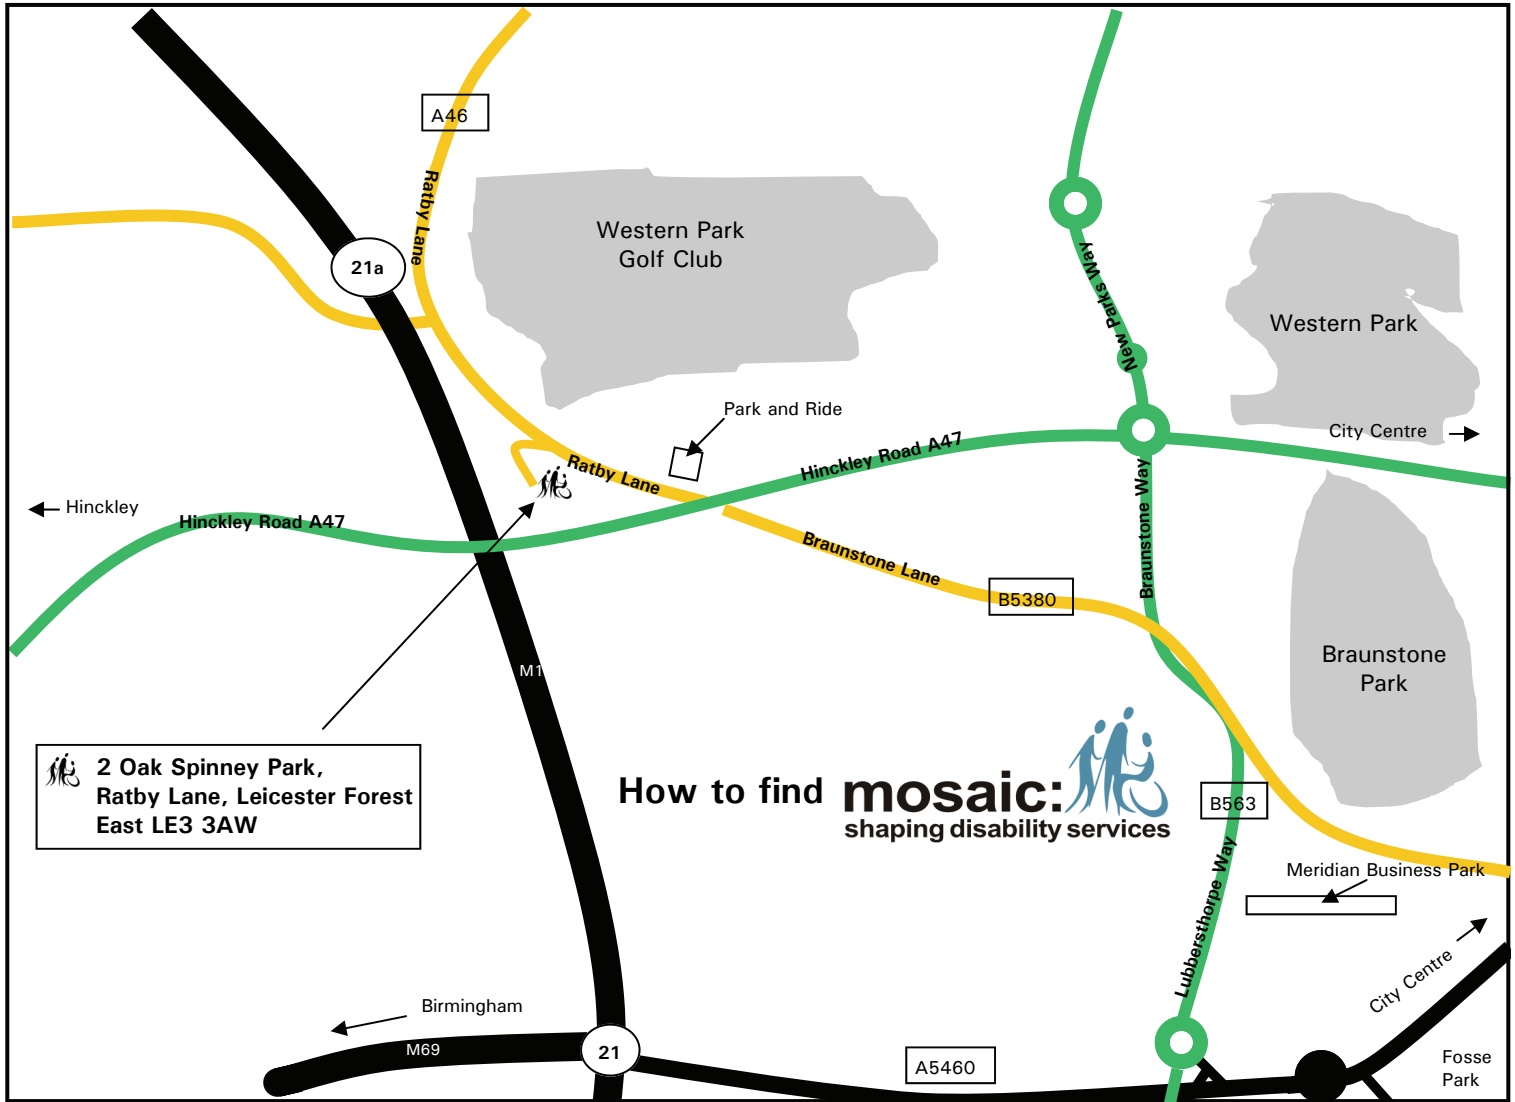 A46
Ratby Lane
21a
Western Park
Golf Club
New Parks Way
Western Park
Park and Ride
City Centre
Hinckley Road A47
Ratby Lane
Hinckley
Hinckley Road A47
Braunstone Way
Braunstone Lane
B5380
M1
Braunstone
Park
2 Oak Spinney Park,
Ratby Lane, Leicester Forest
East LE3 3AW
How to find mosaic:
shaping disability services
B563
Lubbersthorpe Way
Meridian Business Park
City Centre
Birmingham
M69
21
A5460
Fosse
Park